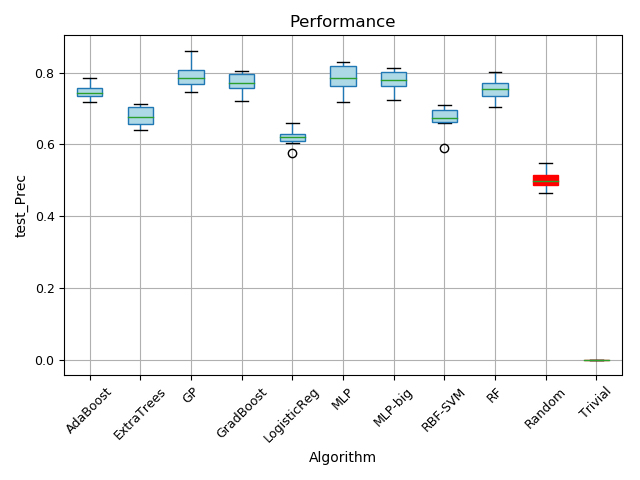 Performance
test_Prec
0.8
0.6
0.4
0.2
0.0
AdaBoost
ExtraTrees
GP
GradBoost
LogisticReg
MLP
MLP-big
RBF-SVM
RF
Random
Trivial
Algorithm